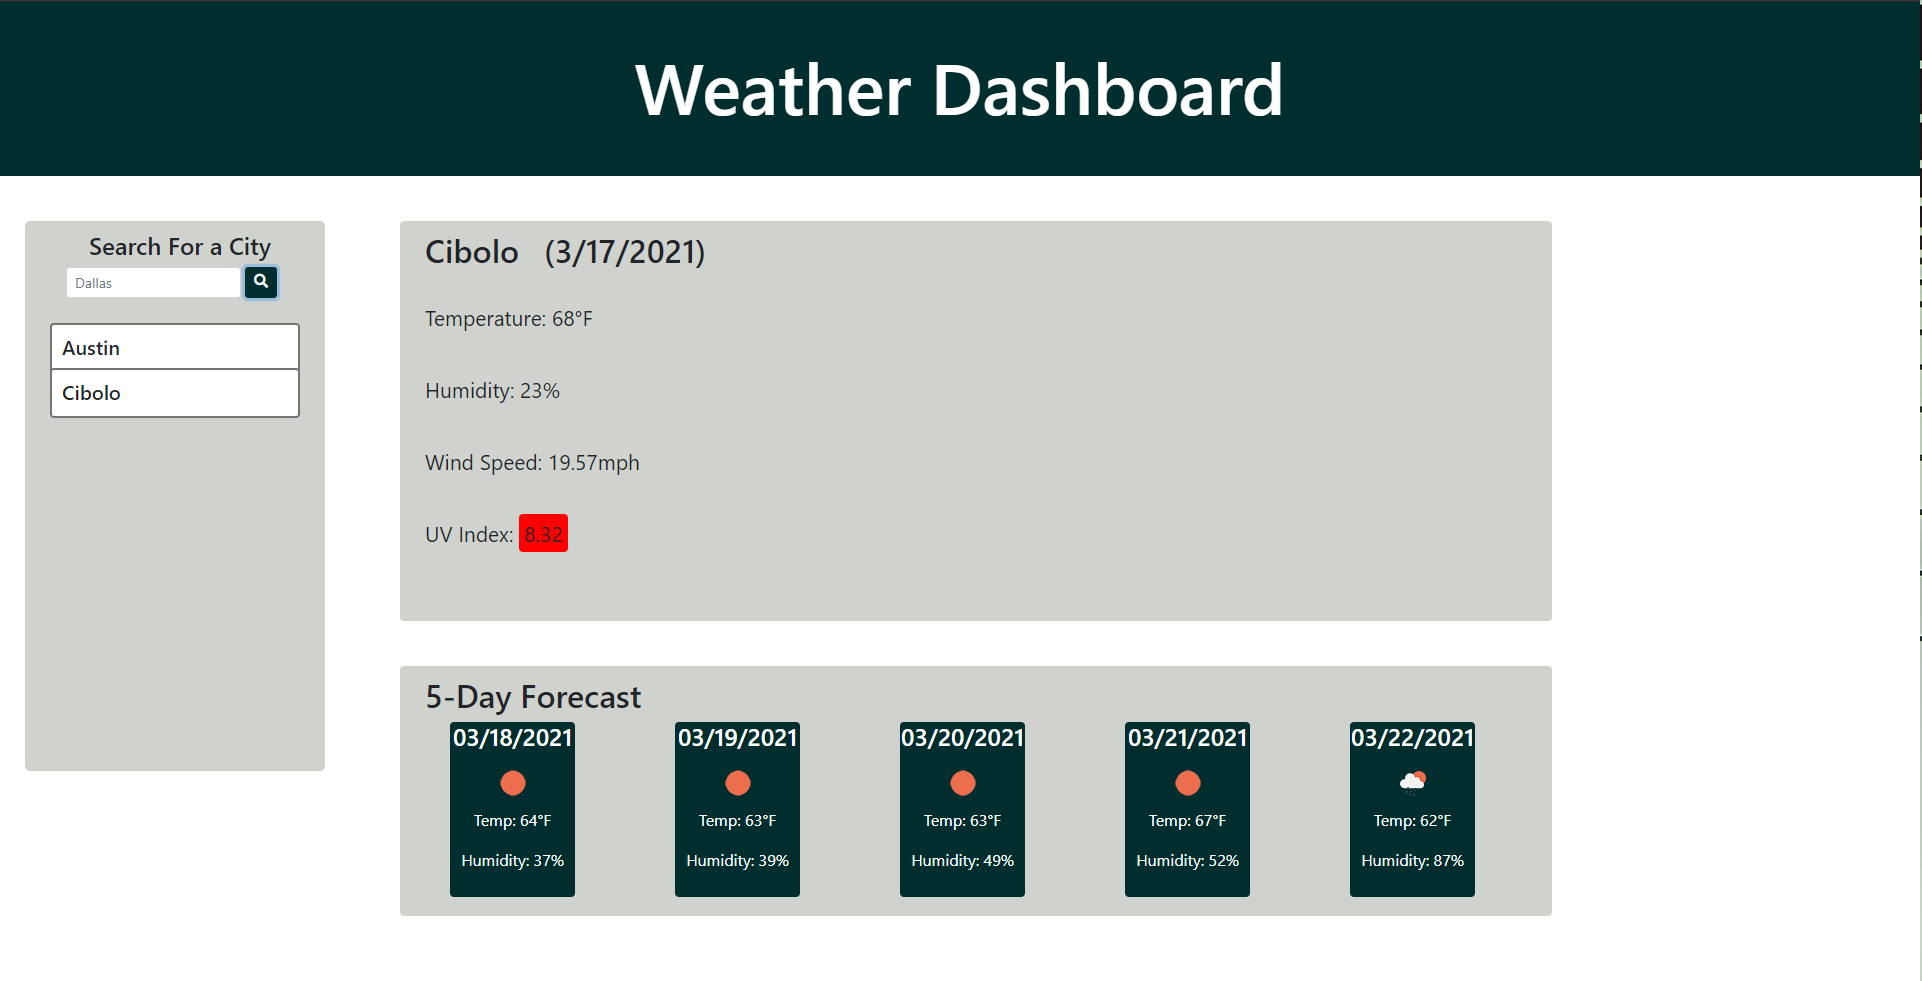 Weather Dashboard
Search For a City
Dallas
Austin
Cibolo
Cibolo (3/17/2021)
Temperature: 68°F
Humidity: 23%
Wind Speed: 19.57mph
UV Index: 8.32
5-Day Forecast
03/18/2021
Temp: 64°F
Humidity: 37%
03/19/2021
Temp: 63°F
Humidity: 39%
03/20/2021
Temp: 63°F
Humidity: 49%
03/21/2021
Temp: 67°F
Humidity: 52%
03/22/2021
Temp: 62°F
Humidity: 87%